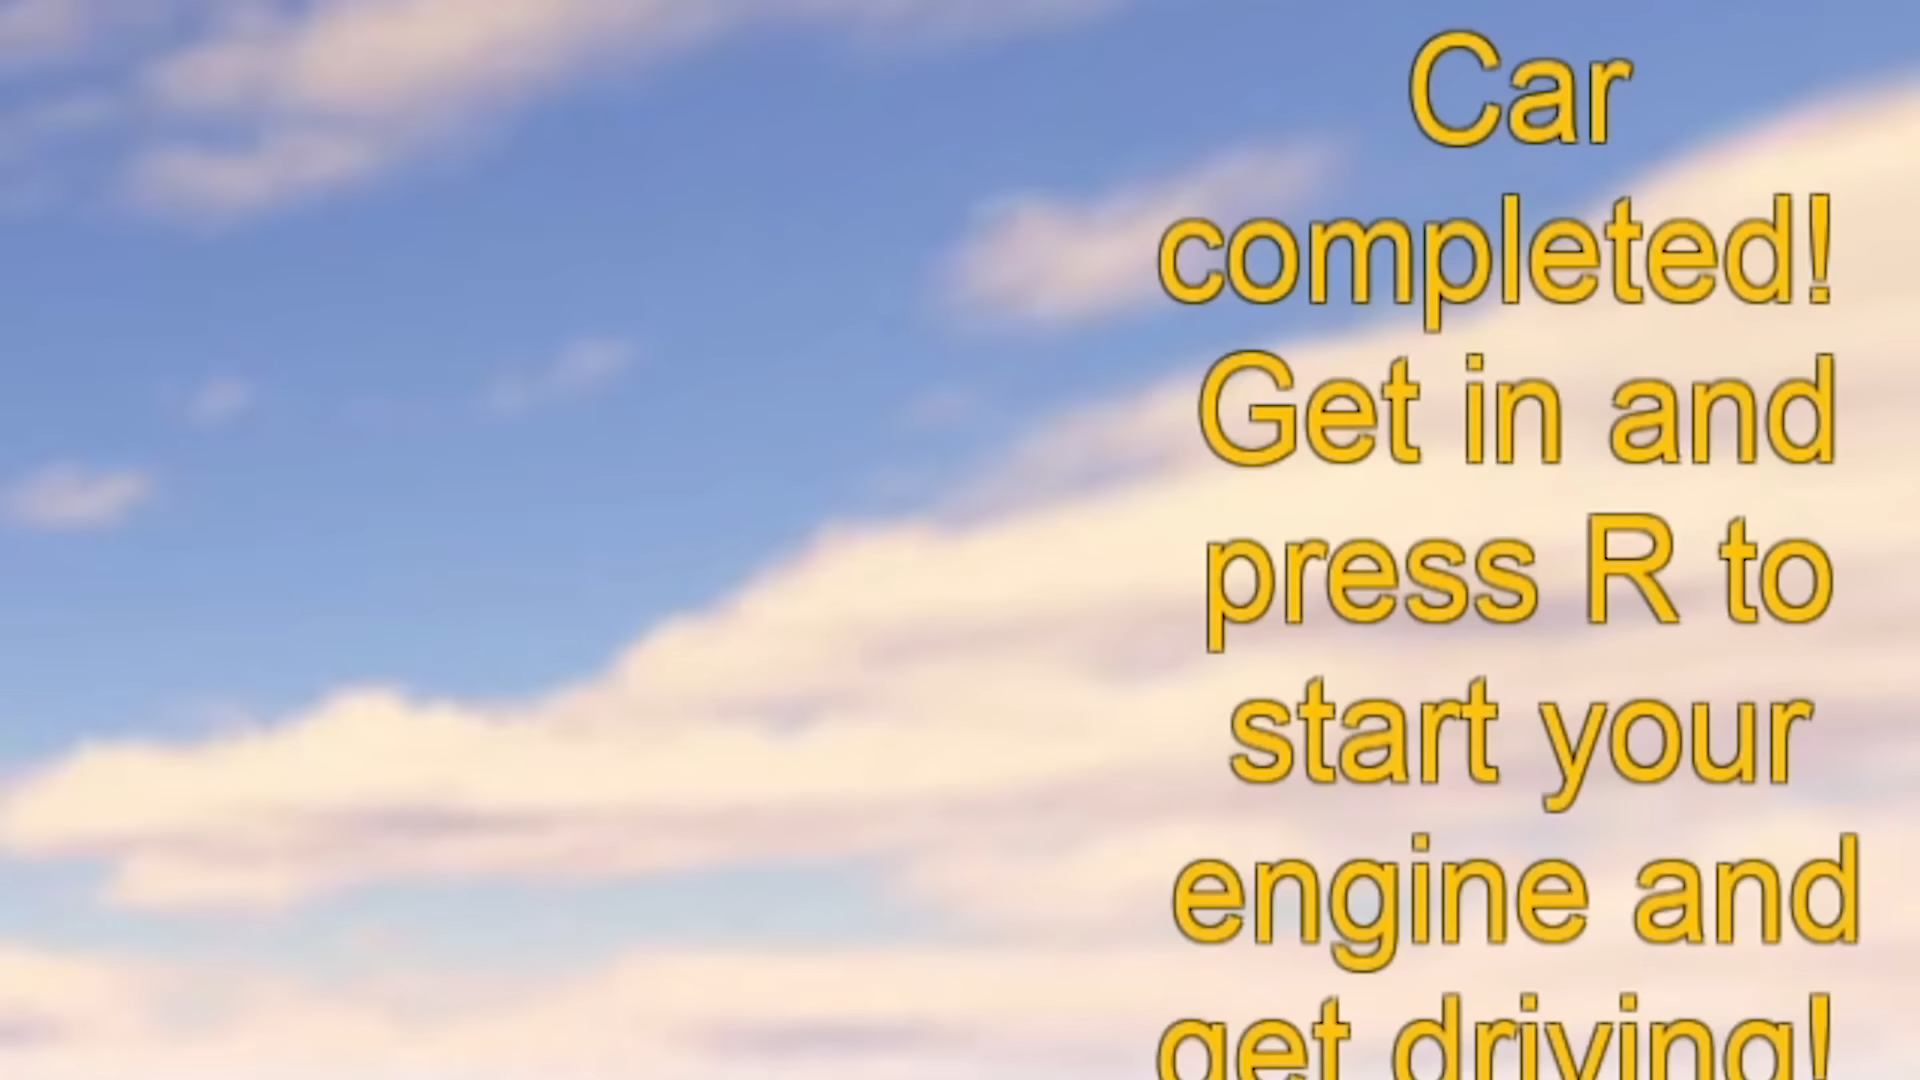 Car
completed!
Get in and
press R to
start your
engine and
get driving!